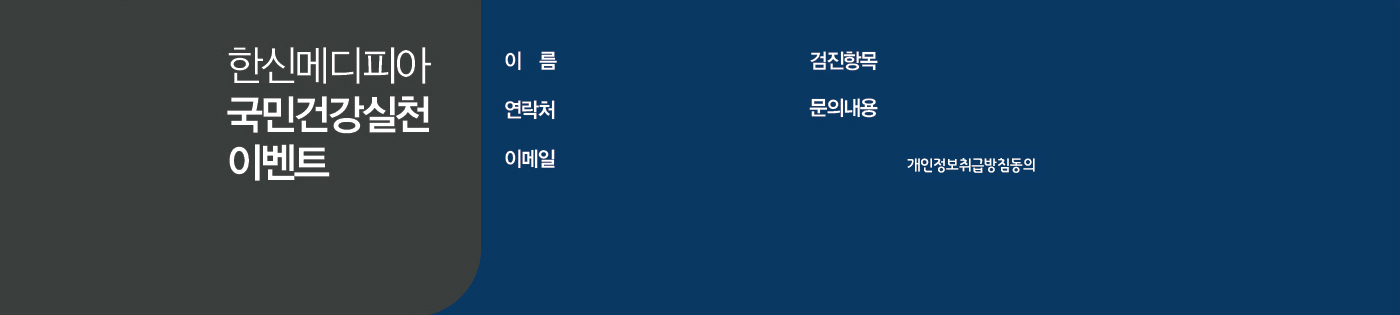 한신메디피아
국민건강실천
이벤트
이 름
연락처
이메일
검진항목
문의내용
개인정보취급방침동의